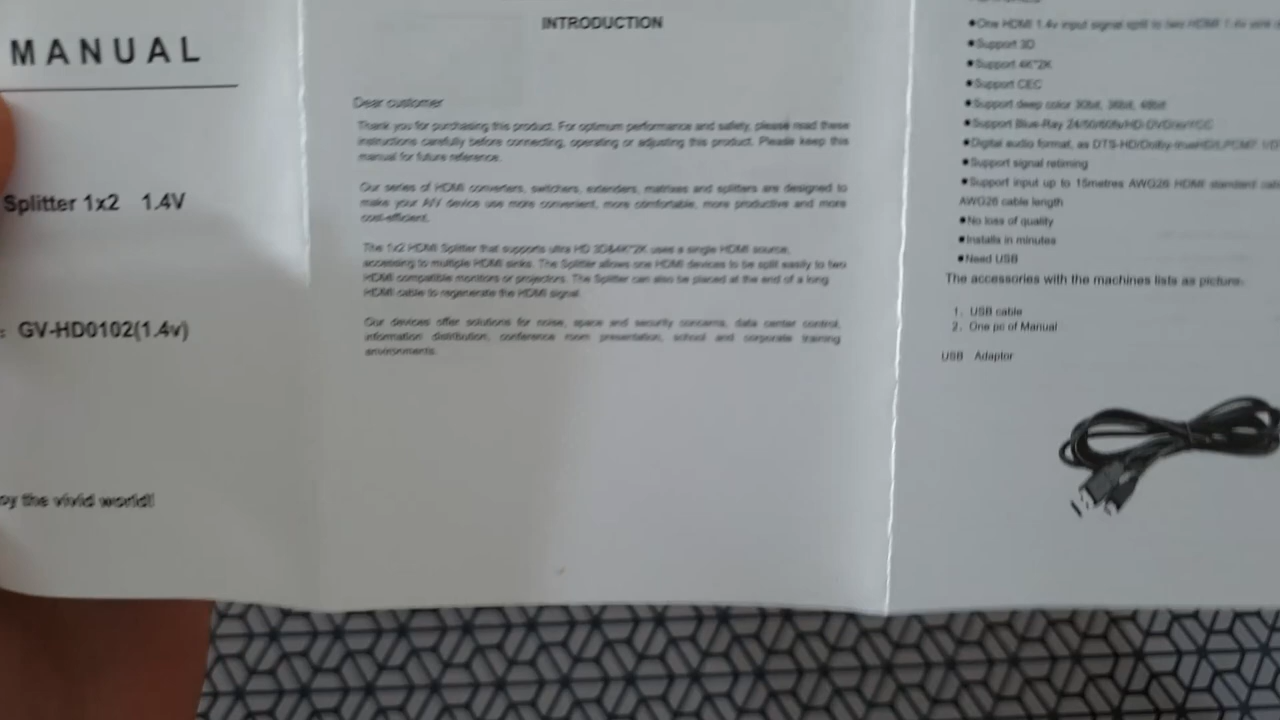 MANUAL
Splitter 1x2 1.4V
: GV-HD0102(1.4v)
oy the vivid world!
INTRODUCTION
Dear customer
Thank you for purchasing this product. For optimum performance and safety, please read these
instructions carefully before connecting, operating or adjusting this product. Please keep this
manual for future reference.
Our series of HDMI converters, switchers, extenders, matrixes and splitters are designed to
make your A/V device use more convenient, more comfortable, more productive and more
cost-efficient.
The 1x2 HDMI Splitter that supports ultra HD 3D&4K*2K uses a single HDMI source,
accessing to multiple HDMI sinks. The Splitter allows one HDMI devices to be split easily to two
HDMI compatible monitors or projectors. The Splitter can also be placed at the end of a long
HDMI cable to regenerate the HDMI signal.
Our devices offer solutions for noise, space and security concerns, data center control,
information distribution, conference room presentation, school and corporate training
environments.
●One HDMI 1.4v input signal split to two HDMI 1.4v
●Support 3D
●Support 4K*2K
●Support CEC
●Support deep color 30bit, 36bit, 48bit
●Support Blue-Ray 24/50/60fs/HD-DVD/xvYCC
●Digital audio format, as DTS-HD/Dolby-trueHD/LPCM7.1/D
●Support signal retiming
●Support input up to 15metres AWG26 HDMI standard
AWG26 cable length
●No loss of quality
●Installs in minutes
●Need USB
The accessories with the machines lists as picture:
1. USB cable
2. One pc of Manual
USB Adaptor